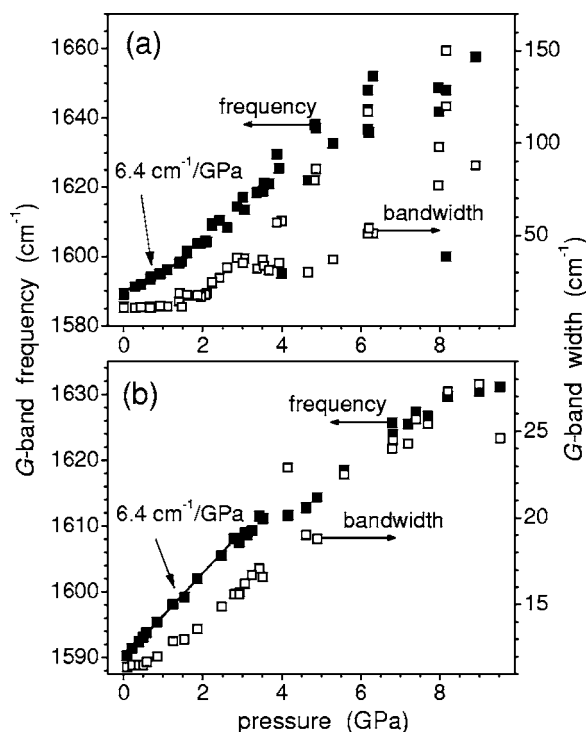 (a)
1660
1640
1620
1600
1580
150
100
50
frequency
6.4 cm⁻¹/GPa
bandwidth
0 2 4 6 8
(b)
1630
1620
1610
1600
1590
25
20
15
frequency
6.4 cm⁻¹/GPa
bandwidth
0 2 4 6 8
pressure (GPa)
G-band frequency (cm⁻¹)
G-band width (cm⁻¹)